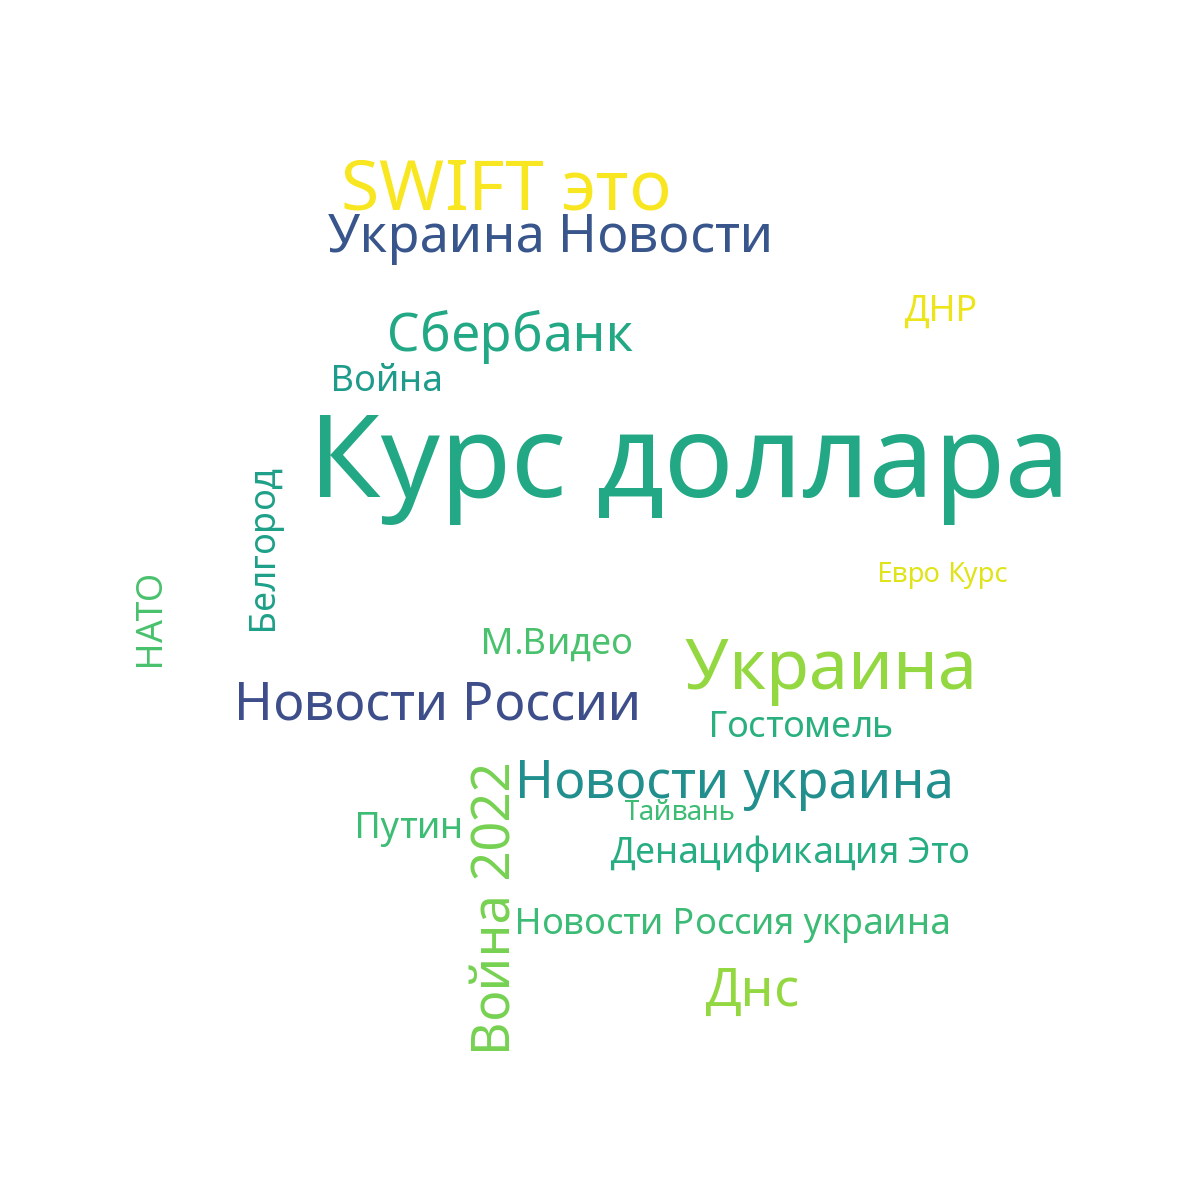 SWIFT это
Украина Новости
ДНР
Сбербанк
Война
Курс доллара
Белгород
Евро Курс
НАТО
М.Видео
Украина
Новости России
Гостомель
Новости украина
Война 2022
Тайвань
Путин
Денацификация Это
Новости Россия украина
Днс